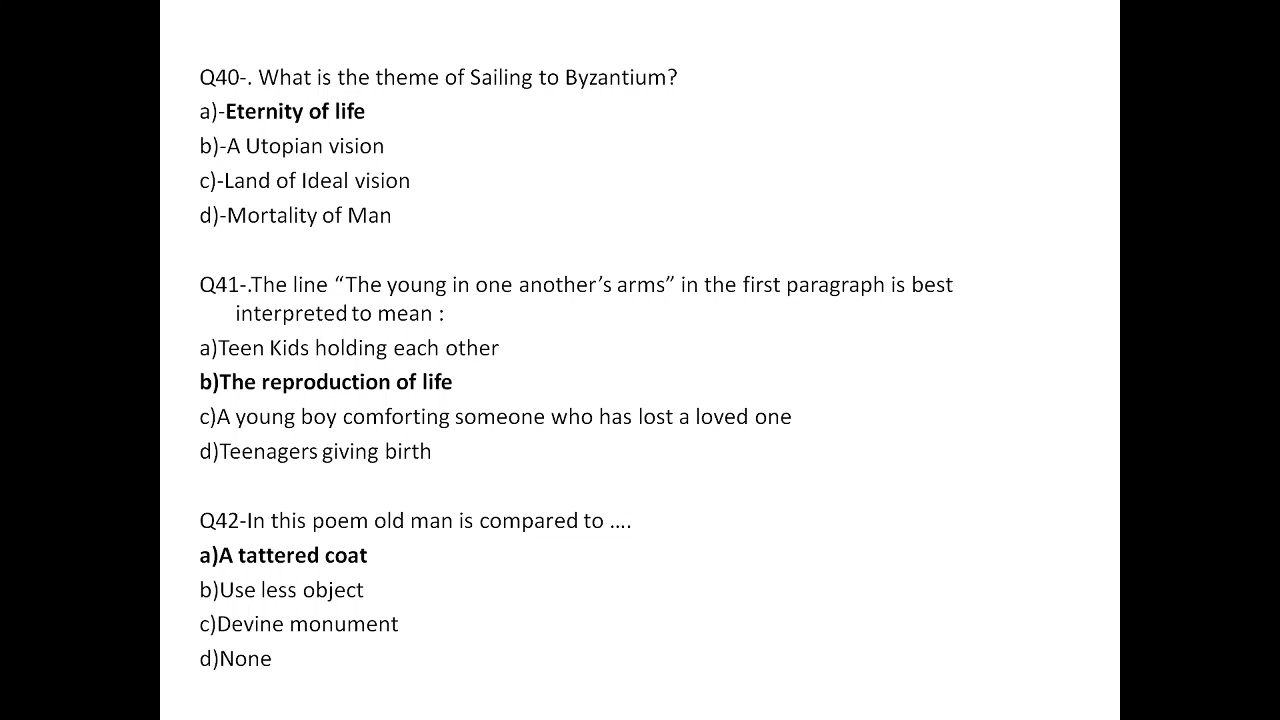 Q40-. What is the theme of Sailing to Byzantium?
a)-Eternity of life
b)-A Utopian vision
c)-Land of Ideal vision
d)-Mortality of Man
Q41-.The line “The young in one another’s arms” in the first paragraph is best
interpreted to mean :
a)Teen Kids holding each other
b)The reproduction of life
c)A young boy comforting someone who has lost a loved one
d)Teenagers giving birth
Q42-In this poem old man is compared to ....
a)A tattered coat
b)Use less object
c)Devine monument
d)None